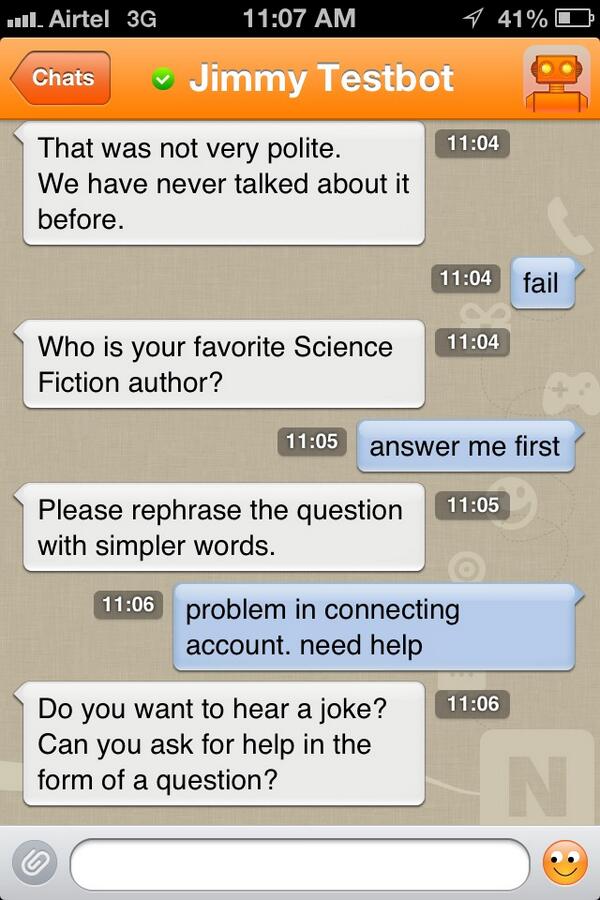 Airtel 3G 11:07 AM 41%
Chats Jimmy Testbot
That was not very polite.
We have never talked about it
before.
11:04
11:04
fail
Who is your favorite Science
Fiction author?
11:04
11:05
answer me first
Please rephrase the question
with simpler words.
11:05
11:06
problem in connecting
account. need help
Do you want to hear a joke?
Can you ask for help in the
form of a question?
11:06
N